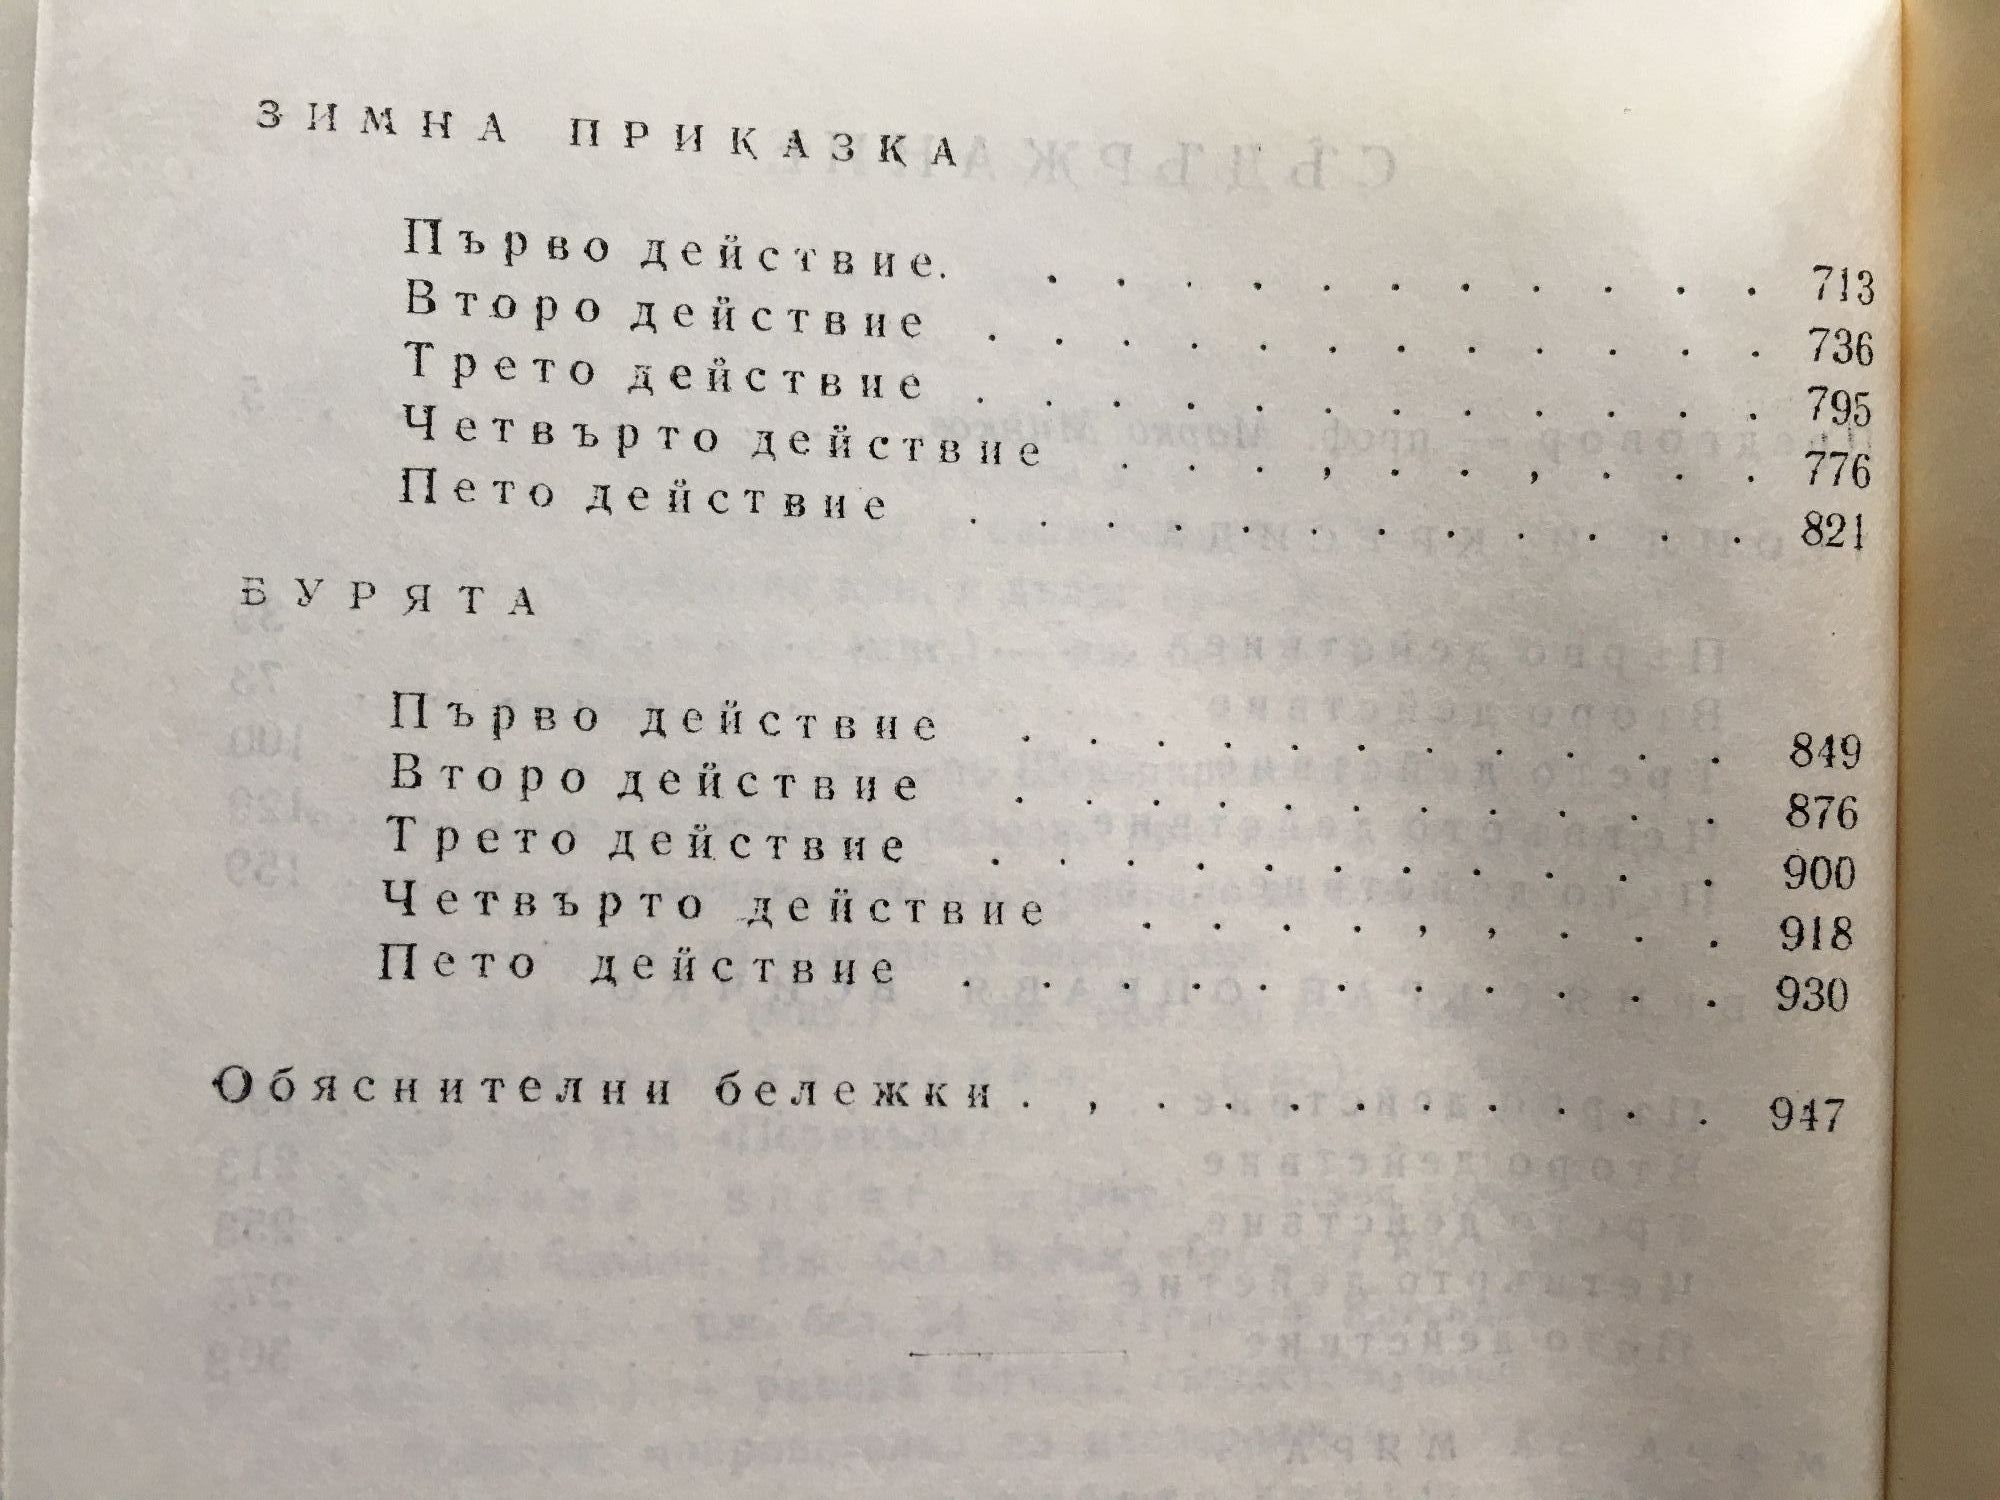 ЗИМНА ПРИКАЗКА
Първо действие. . . . . . . . . . . . 713
Второ действие . . . . . . . . . . . . 736
Трето действие . . . . . . . . . . . . 795
Четвърто действие . . . , . . , . . . 776
Пето действие . . . . . . . . . . . . 821
БУРЯТА
Първо действие . . . . . . . . . . . 849
Второ действие . . . . . . . . . . . 876
Трето действие . . . . . . . . . . . 900
Четвърто действие . . . . , , . . . 918
Пето действие . . . . . . . . . . . 930
Обяснителни бележки . , . . . . . . . . . 947